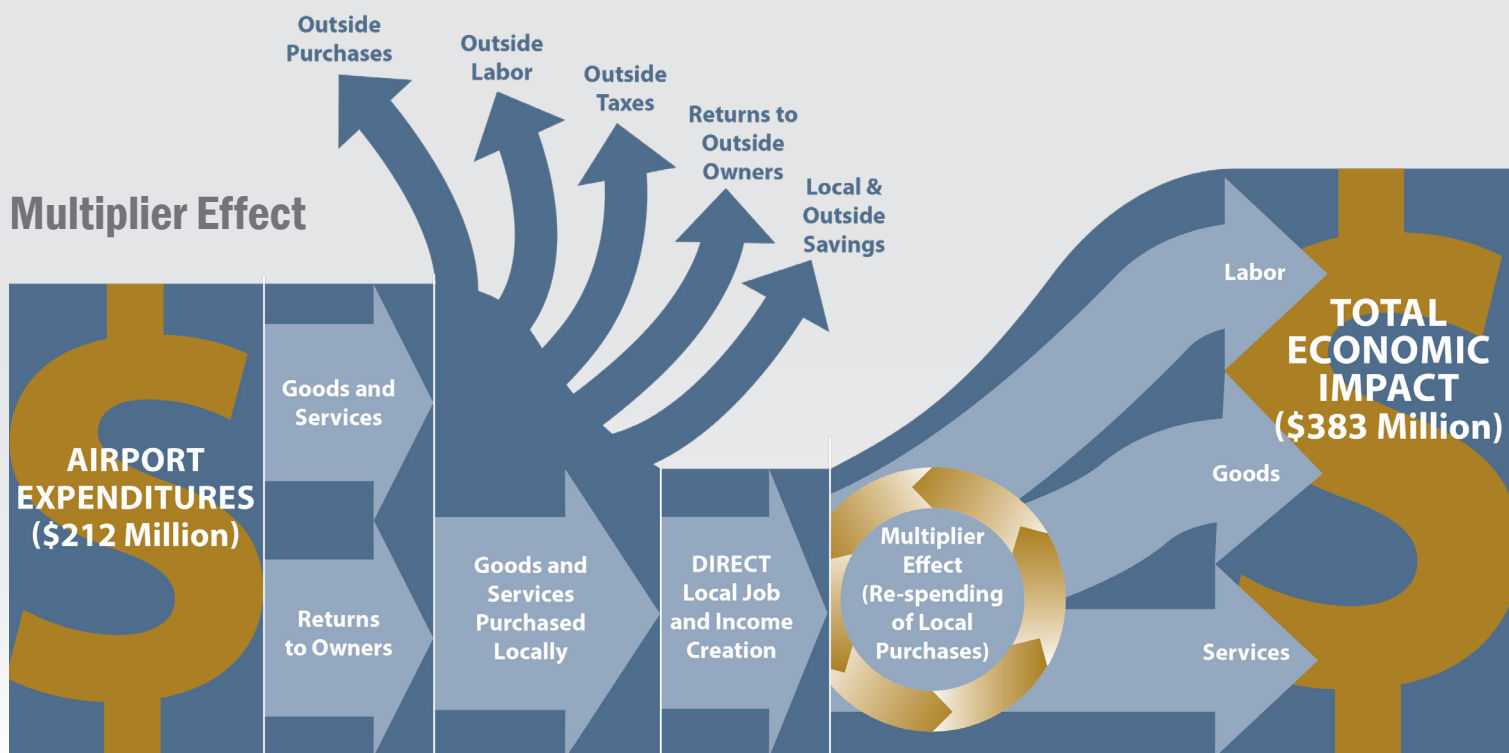 Multiplier Effect
Outside
Purchases
Outside
Labor
Outside
Taxes
Returns to
Outside
Owners
Local &
Outside
Savings
AIRPORT
EXPENDITURES
($212 Million)
Goods and
Services
Returns
to Owners
Goods and
Services
Purchased
Locally
DIRECT
Local Job
and Income
Creation
Multiplier
Effect
(Re-spending
of Local
Purchases)
Labor
Goods
Services
TOTAL
ECONOMIC
IMPACT
($383 Million)